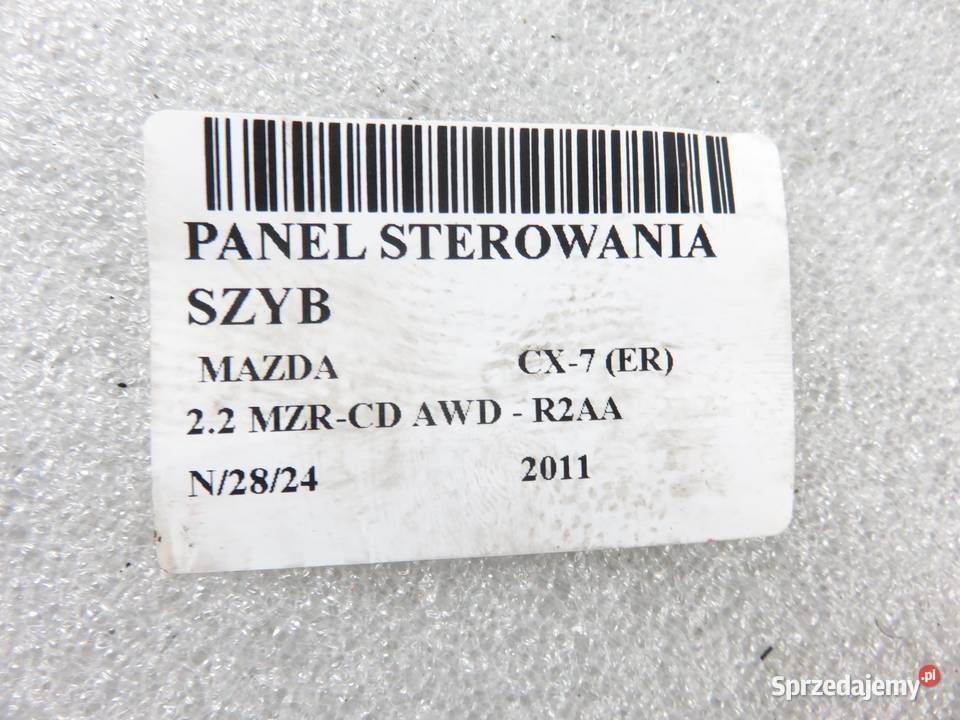 PANEL STEROWANIA
SZYB
MAZDA CX-7 (ER)
2.2 MZR-CD AWD - R2AA
N/28/24 2011
Sprzedajemy.pl